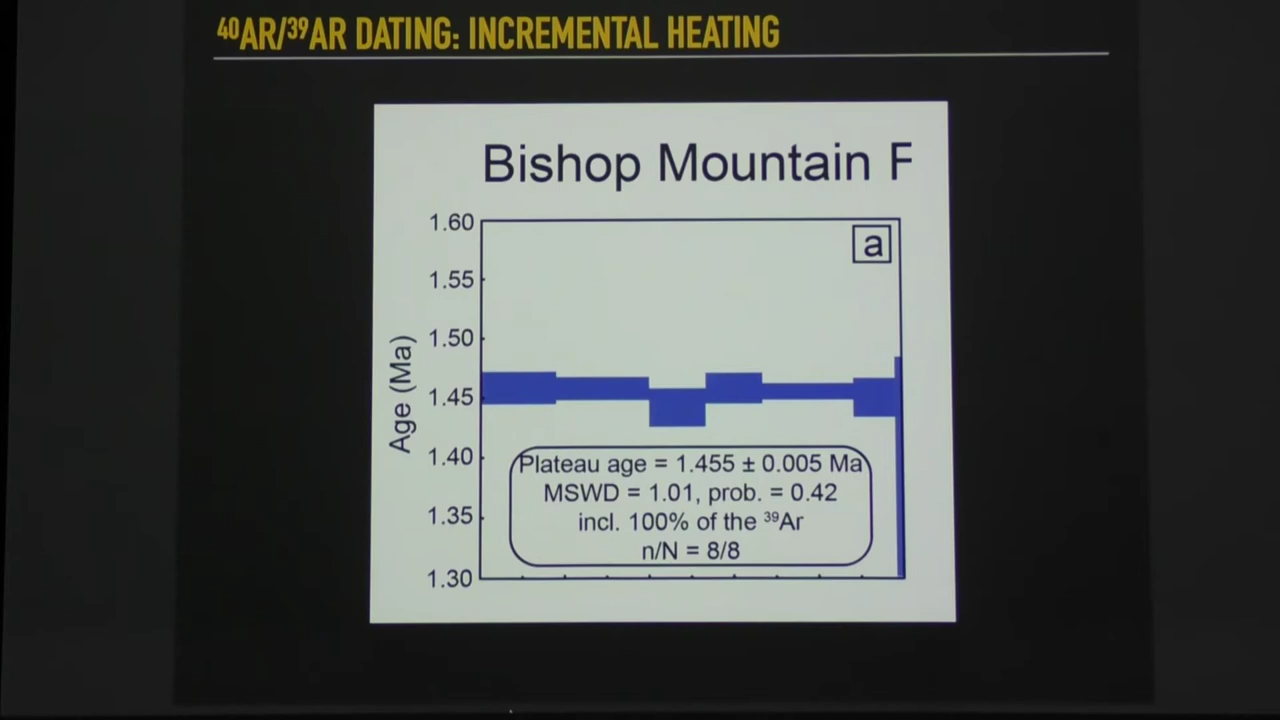 ⁴⁰AR/³⁹AR DATING: INCREMENTAL HEATING
Bishop Mountain F
a
1.60
1.55
1.50
1.45
1.40
1.35
1.30
Age (Ma)
Plateau age = 1.455 ± 0.005 Ma
MSWD = 1.01, prob. = 0.42
incl. 100% of the ³⁹Ar
n/N = 8/8